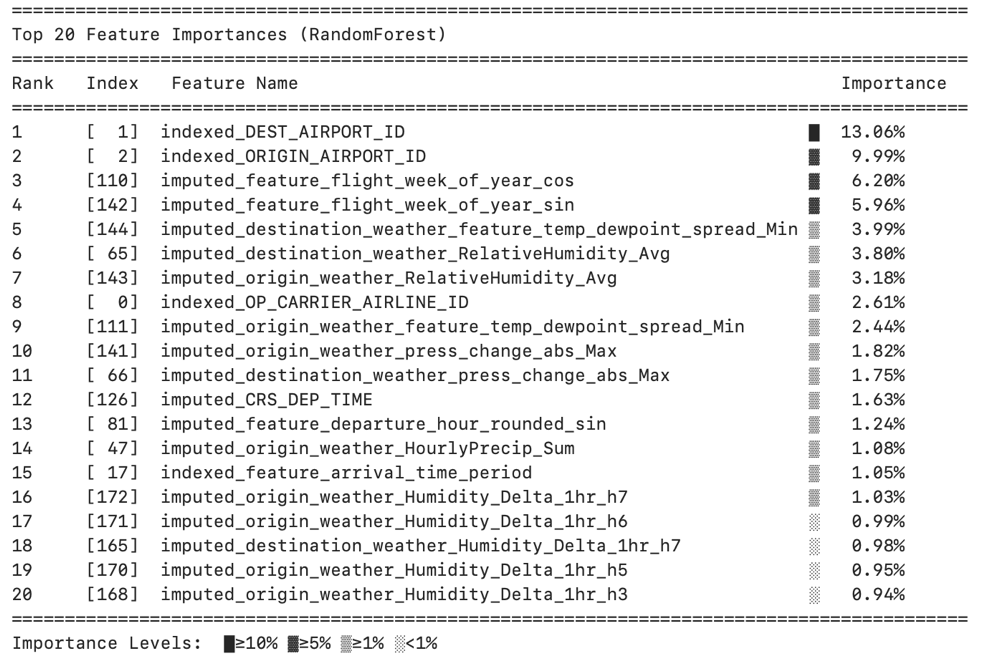 ==========================================================================================
Top 20 Feature Importances (RandomForest)
==========================================================================================
Rank   Index   Feature Name                                                   Importance
==========================================================================================
1      [  1]  indexed_DEST_AIRPORT_ID                                      █  13.06%
2      [  2]  indexed_ORIGIN_AIRPORT_ID                                    ▓   9.99%
3      [110]  imputed_feature_flight_week_of_year_cos                      ▓   6.20%
4      [142]  imputed_feature_flight_week_of_year_sin                      ▓   5.96%
5      [144]  imputed_destination_weather_feature_temp_dewpoint_spread_Min ▒   3.99%
6      [ 65]  imputed_destination_weather_RelativeHumidity_Avg             ▒   3.80%
7      [143]  imputed_origin_weather_RelativeHumidity_Avg                  ▒   3.18%
8      [  0]  indexed_OP_CARRIER_AIRLINE_ID                                ▒   2.61%
9      [111]  imputed_origin_weather_feature_temp_dewpoint_spread_Min      ▒   2.44%
10     [141]  imputed_origin_weather_press_change_abs_Max                  ▒   1.82%
11     [ 66]  imputed_destination_weather_press_change_abs_Max             ▒   1.75%
12     [126]  imputed_CRS_DEP_TIME                                         ▒   1.63%
13     [ 81]  imputed_feature_departure_hour_rounded_sin                   ▒   1.24%
14     [ 47]  imputed_origin_weather_HourlyPrecip_Sum                      ▒   1.08%
15     [ 17]  indexed_feature_arrival_time_period                          ▒   1.05%
16     [172]  imputed_origin_weather_Humidity_Delta_1hr_h7                 ▒   1.03%
17     [171]  imputed_origin_weather_Humidity_Delta_1hr_h6                 ░   0.99%
18     [165]  imputed_destination_weather_Humidity_Delta_1hr_h7            ░   0.98%
19     [170]  imputed_origin_weather_Humidity_Delta_1hr_h5                 ░   0.95%
20     [168]  imputed_origin_weather_Humidity_Delta_1hr_h3                 ░   0.94%
==========================================================================================
Importance Levels:  █≥10% ▓≥5% ▒≥1% ░<1%